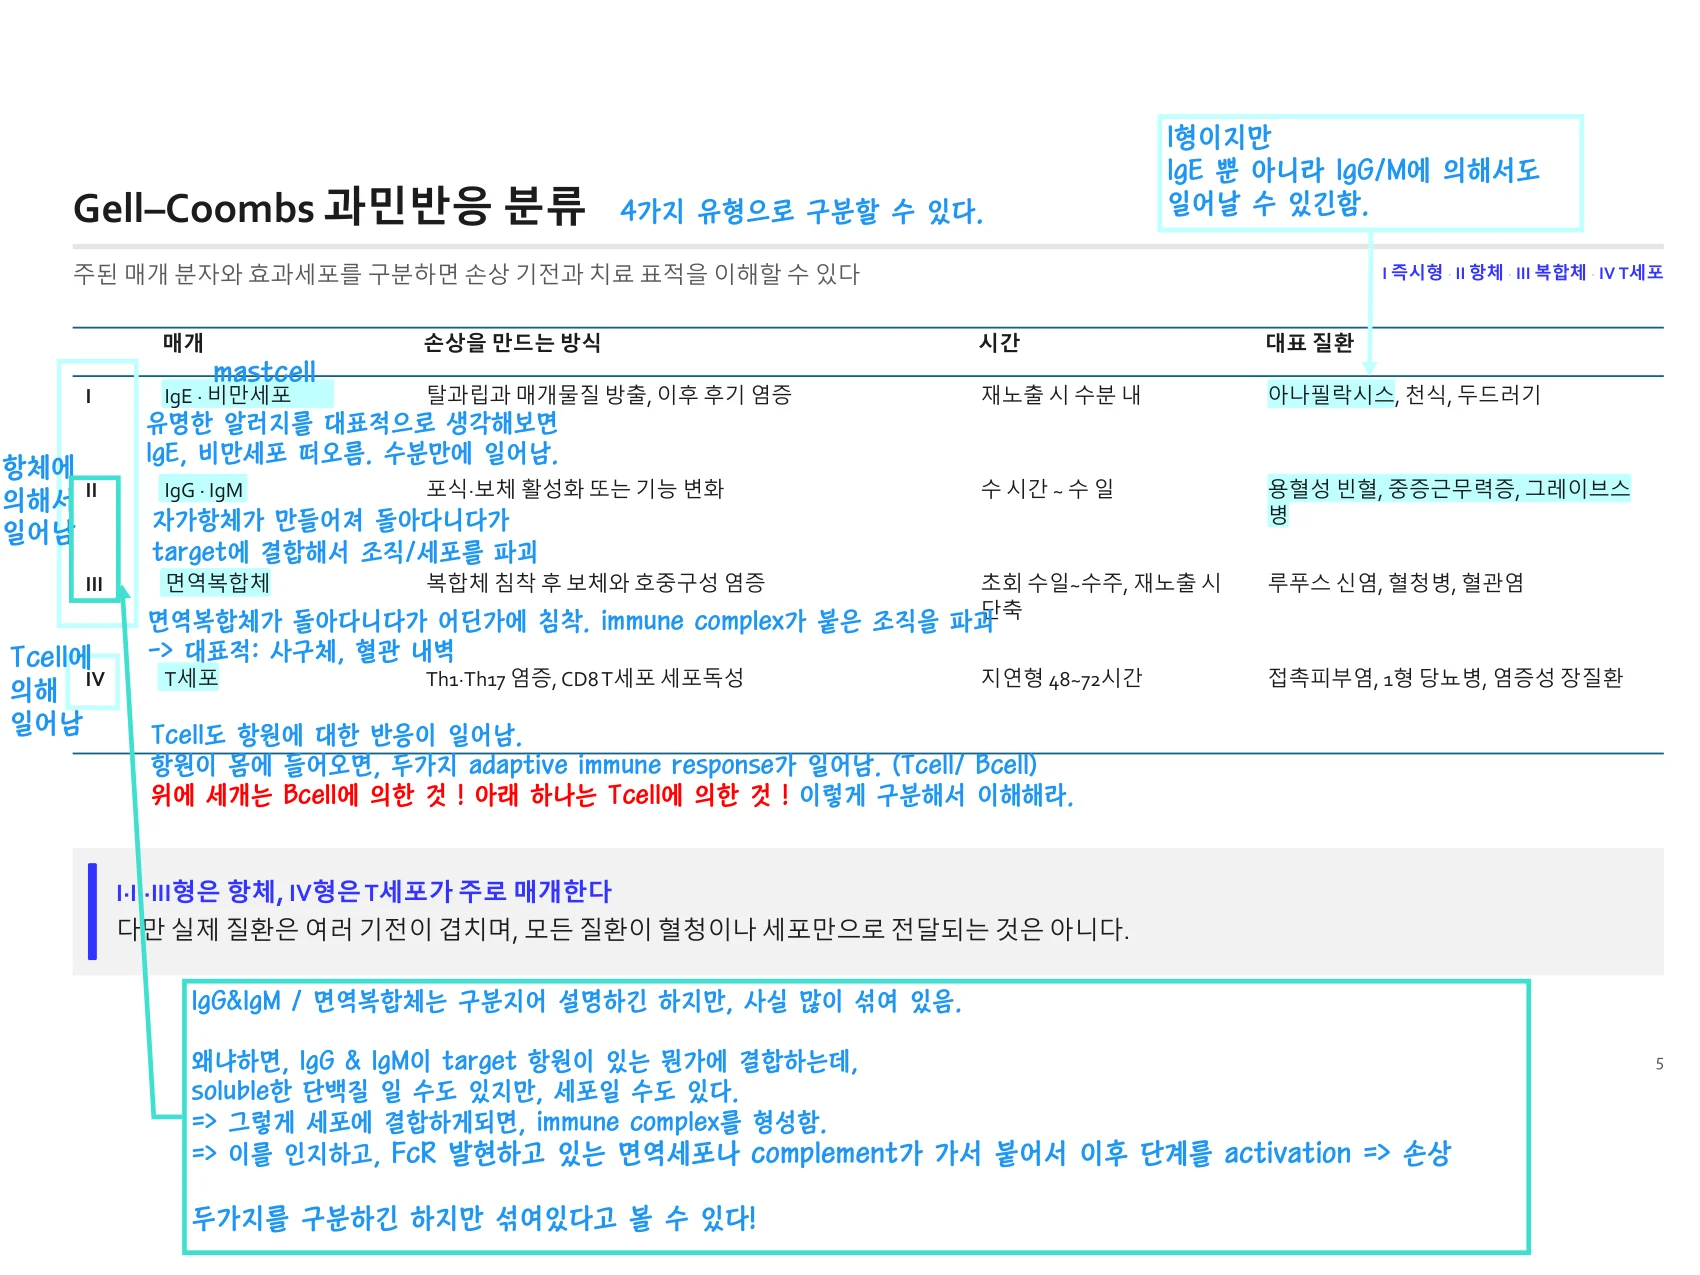 I형이지만
IgE 뿐 아니라 IgG/M에 의해서도
일어날 수 있긴함.
Gell–Coombs 과민반응 분류 4가지 유형으로 구분할 수 있다.
주된 매개 분자와 효과세포를 구분하면 손상 기전과 치료 표적을 이해할 수 있다
I 즉시형 · II 항체 · III 복합체 · IV T세포
매개 손상을 만드는 방식 시간 대표 질환
mastcell
I IgE · 비만세포 탈과립과 매개물질 방출, 이후 후기 염증 재노출 시 수분 내 아나필락시스, 천식, 두드러기
유명한 알러지를 대표적으로 생각해보면
IgE, 비만세포 떠오름. 수분만에 일어남.
항체에
의해서
일어남
II IgG · IgM 포식·보체 활성화 또는 기능 변화 수 시간 ~ 수 일 용혈성 빈혈, 중증근무력증, 그레이브스
병
자가항체가 만들어져 돌아다니다가
target에 결합해서 조직/세포를 파괴
III 면역복합체 복합체 침착 후 보체와 호중구성 염증 초회 수일~수주, 재노출 시 루푸스 신염, 혈청병, 혈관염
단축
면역복합체가 돌아다니다가 어딘가에 침착. immune complex가 붙은 조직을 파괴
-> 대표적: 사구체, 혈관 내벽
Tcell에
의해
일어남
IV T세포 Th1·Th17 염증, CD8 T세포 세포독성 지연형 48~72시간 접촉피부염, 1형 당뇨병, 염증성 장질환
Tcell도 항원에 대한 반응이 일어남.
항원이 몸에 들어오면, 두가지 adaptive immune response가 일어남. (Tcell/ Bcell)
위에 세개는 Bcell에 의한 것 ! 아래 하나는 Tcell에 의한 것 ! 이렇게 구분해서 이해해라.
I·II·III형은 항체, IV형은 T세포가 주로 매개한다
다만 실제 질환은 여러 기전이 겹치며, 모든 질환이 혈청이나 세포만으로 전달되는 것은 아니다.
IgG&IgM / 면역복합체는 구분지어 설명하긴 하지만, 사실 많이 섞여 있음.
왜냐하면, IgG & IgM이 target 항원이 있는 뭔가에 결합하는데,
soluble한 단백질 일 수도 있지만, 세포일 수도 있다.
=> 그렇게 세포에 결합하게되면, immune complex를 형성함.
=> 이를 인지하고, FcR 발현하고 있는 면역세포나 complement가 가서 붙어서 이후 단계를 activation => 손상
두가지를 구분하긴 하지만 섞여있다고 볼 수 있다!
5